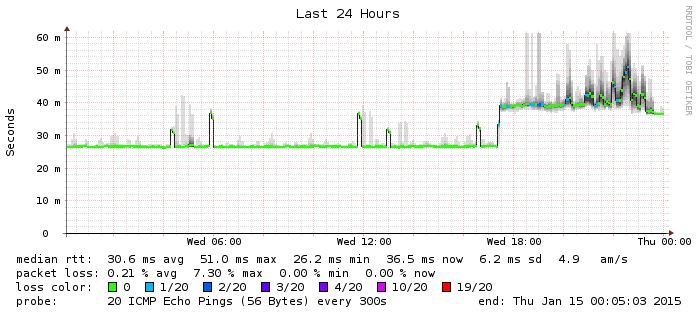 Last 24 Hours
RRDTOOL / TOBI OETIKER
Seconds
60 m
50 m
40 m
30 m
20 m
10 m
0
Wed 06:00 Wed 12:00 Wed 18:00 Thu 00:00
median rtt: 30.6 ms avg 51.0 ms max 26.2 ms min 36.5 ms now 6.2 ms sd 4.9 am/s
packet loss: 0.21 % avg 7.30 % max 0.00 % min 0.00 % now
loss color: 0 1/20 2/20 3/20 4/20 10/20 19/20
probe: 20 ICMP Echo Pings (56 Bytes) every 300s end: Thu Jan 15 00:05:03 2015